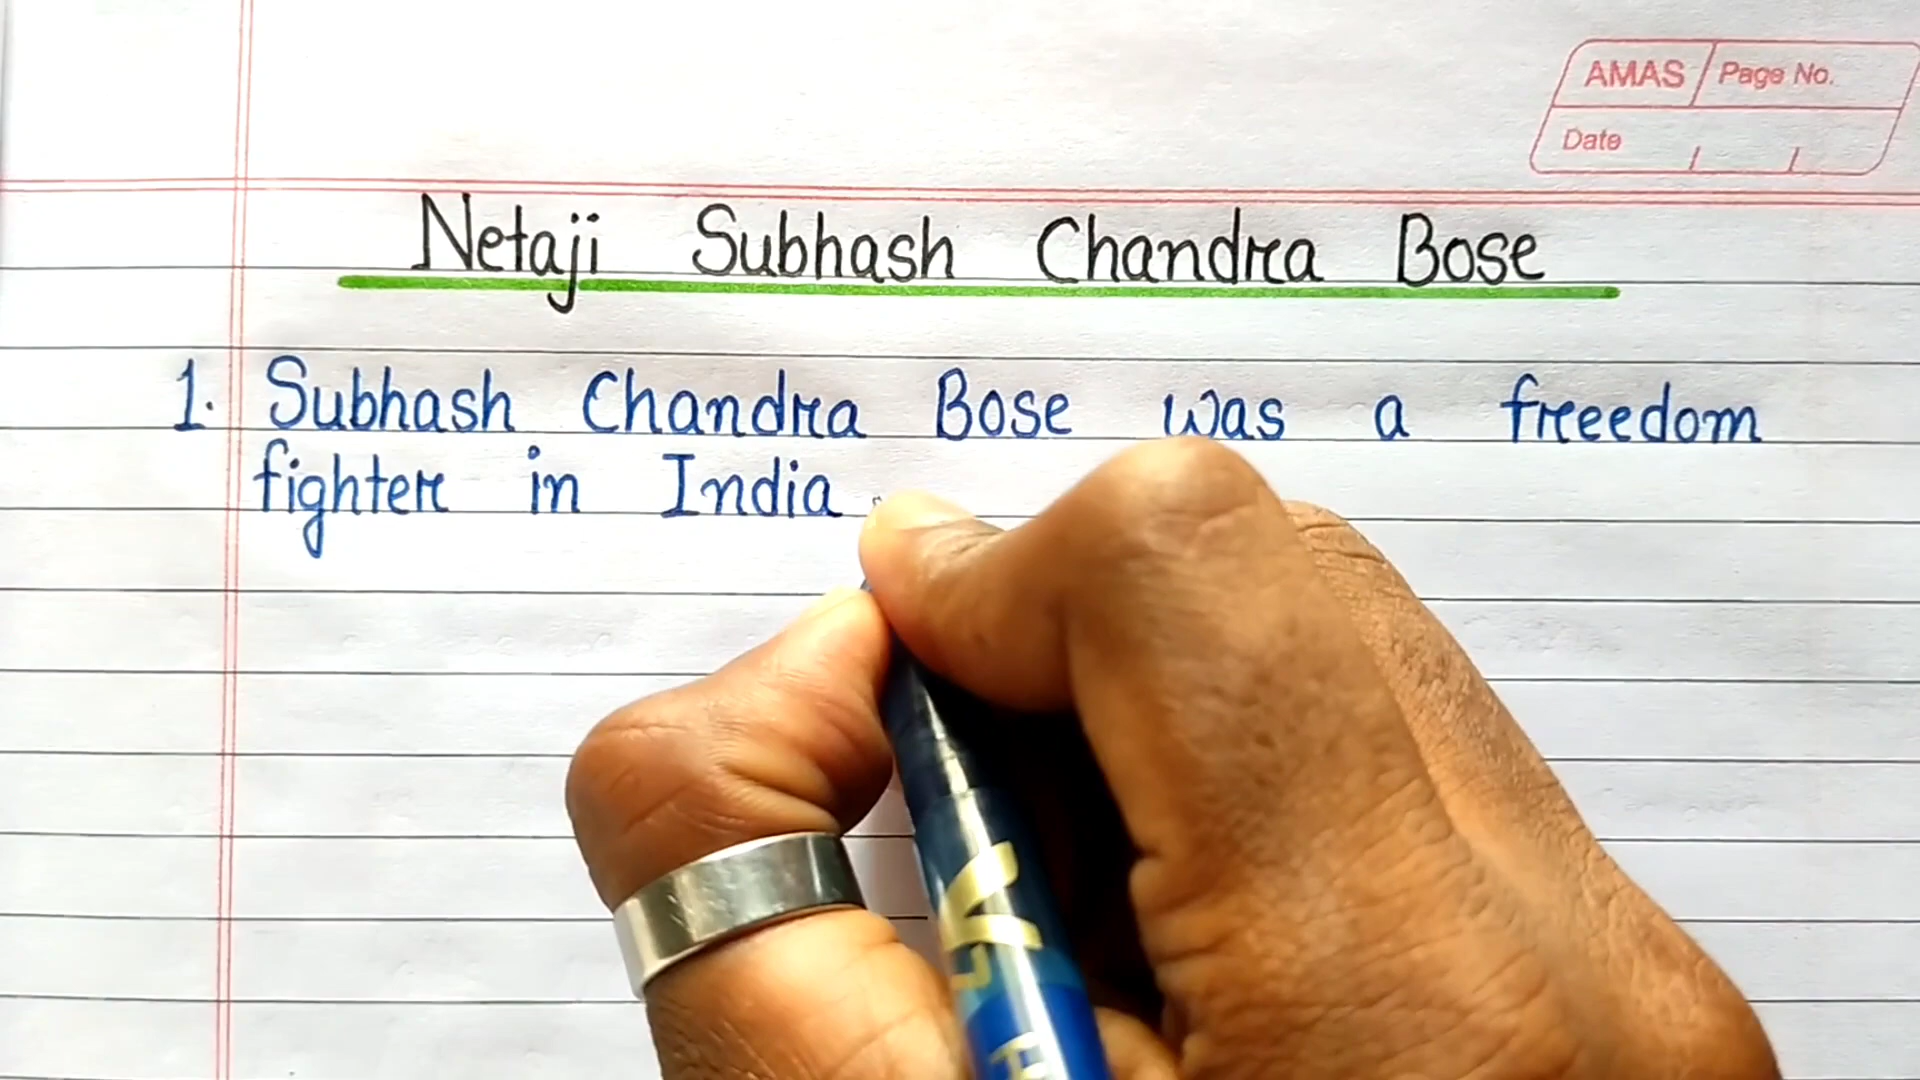 AMAS Page No.
Date / /
Netaji Subhash Chandra Bose
1. Subhash Chandra Bose was a freedom
fighter in India